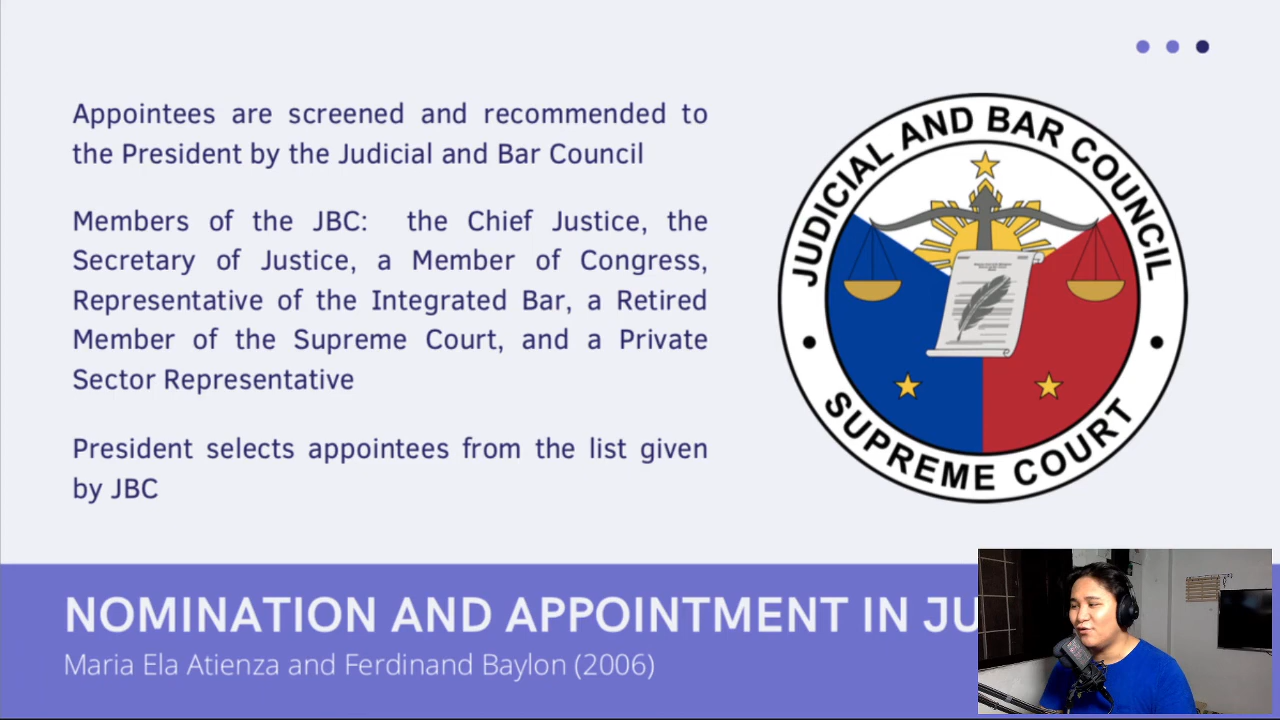 Appointees are screened and recommended to
the President by the Judicial and Bar Council
Members of the JBC: the Chief Justice, the
Secretary of Justice, a Member of Congress,
Representative of the Integrated Bar, a Retired
Member of the Supreme Court, and a Private
Sector Representative
President selects appointees from the list given
by JBC
JUDICIAL AND BAR COUNCIL
SUPREME COURT
NOMINATION AND APPOINTMENT IN JU
Maria Ela Atienza and Ferdinand Baylon (2006)